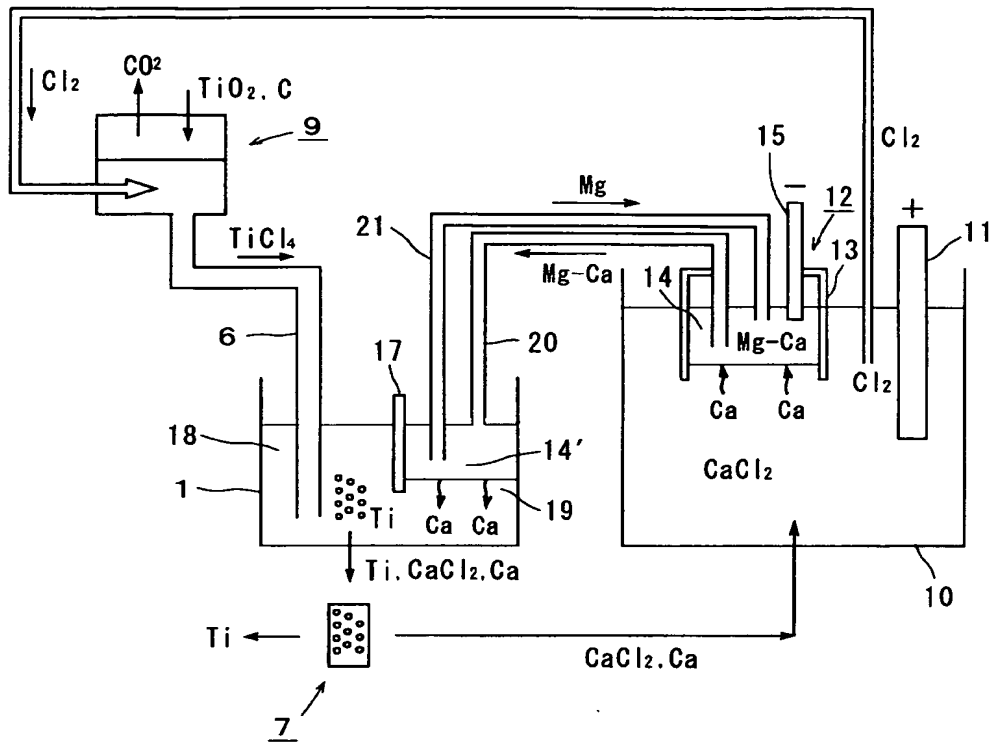 Cl₂
CO²
TiO₂.C
9
TiCl₄
6
21
Mg
Mg-Ca
20
15
−
12
13
14
Mg-Ca
Ca
Ca
Cl₂
+
11
Cl₂
CaCl₂
10
17
18
1
14′
Ti
Ca
Ca
19
Ti.CaCl₂.Ca
Ti
7
CaCl₂.Ca